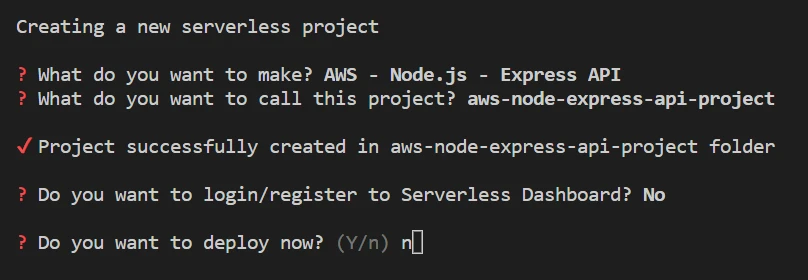 Creating a new serverless project
? What do you want to make? AWS - Node.js - Express API
? What do you want to call this project? aws-node-express-api-project
✓ Project successfully created in aws-node-express-api-project folder
? Do you want to login/register to Serverless Dashboard? No
? Do you want to deploy now? (Y/n) n